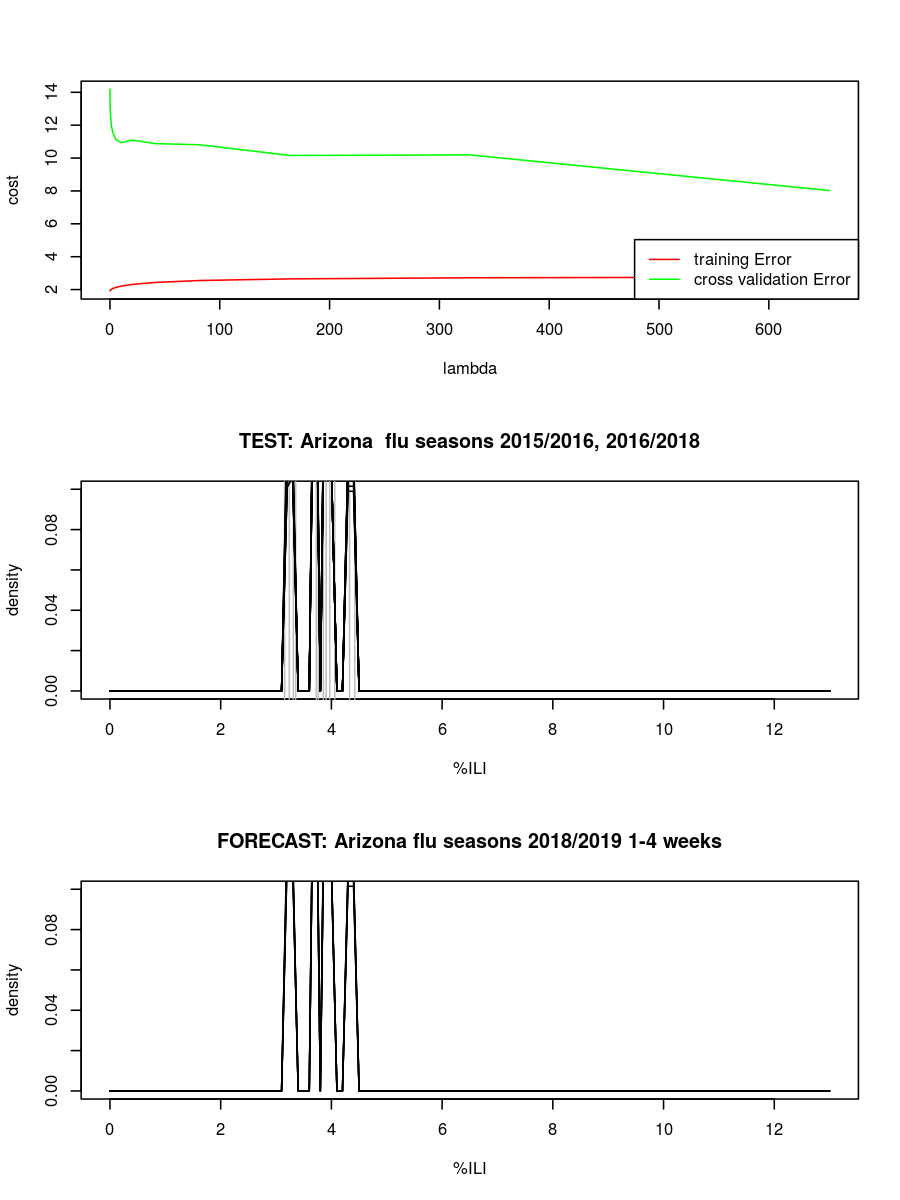 14
12
10
8
6
4
2
cost
training Error
cross validation Error
0 100 200 300 400 500 600
lambda
TEST: Arizona  flu seasons 2015/2016, 2016/2018
0.08
0.04
0.00
density
0 2 4 6 8 10 12
%ILI
FORECAST: Arizona flu seasons 2018/2019 1-4 weeks
0.08
0.04
0.00
density
0 2 4 6 8 10 12
%ILI